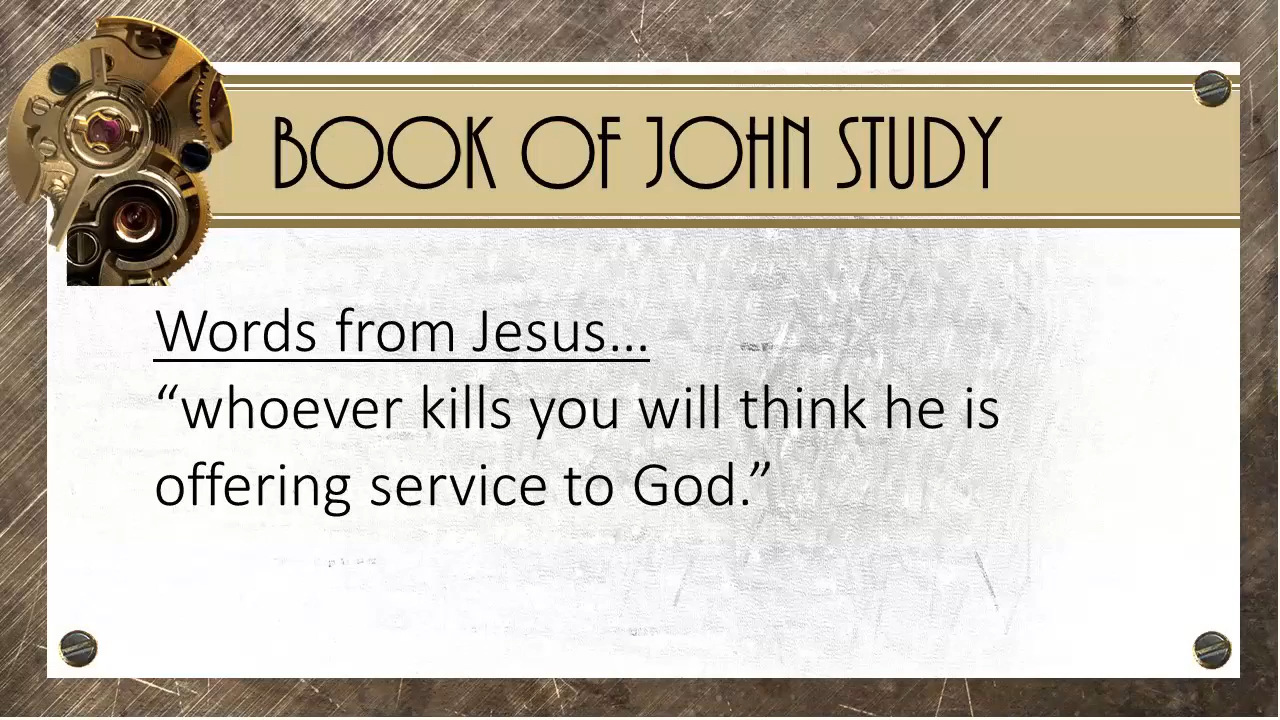 BOOK OF JOHN STUDY
Words from Jesus...
“whoever kills you will think he is
offering service to God.”